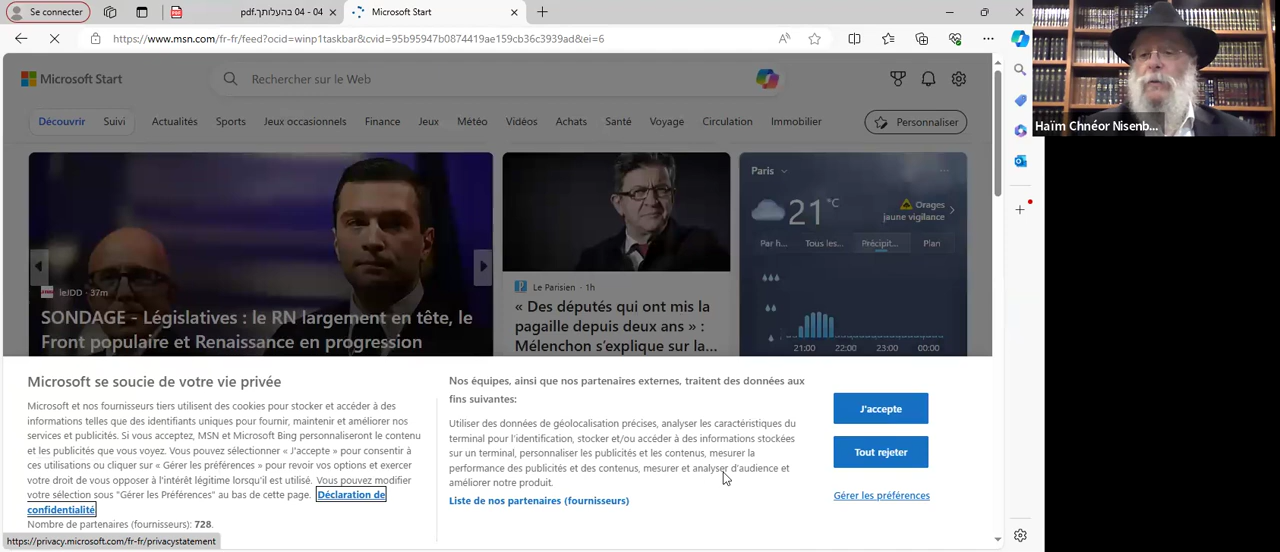 Se connecter
04 - 04 בהעלותך.pdf
Microsoft Start
https://www.msn.com/fr-fr/feed?ocid=winp1taskbar&cvid=95b95947b0874419ae159cb36c3939ad&ei=6
Microsoft Start
Rechercher sur le Web
Découvrir Suivi Actualités Sports Jeux occasionnels Finance Jeux Météo Vidéos Achats Santé Voyage Circulation Immobilier Personnaliser
leJDD · 37m
SONDAGE - Législatives : le RN largement en tête, le
Front populaire et Renaissance en progression
Le Parisien · 1h
« Des députés qui ont mis la
pagaille depuis deux ans » :
Mélenchon s’explique sur la...
Paris
21 °C
Orages
jaune vigilance
Par h... Tous les... Précipit... Plan
21:00 22:00 23:00 00:00
Haïm Chnéor Nisenb...
Microsoft se soucie de votre vie privée
Microsoft et nos fournisseurs tiers utilisent des cookies pour stocker et accéder à des
informations telles que des identifiants uniques pour fournir, maintenir et améliorer nos
services et publicités. Si vous acceptez, MSN et Microsoft Bing personnaliseront le contenu
et les publicités que vous voyez. Vous pouvez sélectionner « J'accepte » pour consentir à
ces utilisations ou cliquer sur « Gérer les préférences » pour revoir vos options et exercer
votre droit de vous opposer à l’intérêt légitime lorsqu’il est utilisé. Vous pouvez modifier
votre sélection sous "Gérer les Préférences" au bas de cette page. Déclaration de
confidentialité.
Nombre de partenaires (fournisseurs): 728.
Nos équipes, ainsi que nos partenaires externes, traitent des données aux
fins suivantes:
Utiliser des données de géolocalisation précises, analyser les caractéristiques du
terminal pour l’identification, stocker et/ou accéder à des informations stockées
sur un terminal, personnaliser les publicités et les contenus, mesurer la
performance des publicités et des contenus, mesurer et analyser d’audience et
améliorer notre produit.
Liste de nos partenaires (fournisseurs)
J'accepte
Tout rejeter
Gérer les préférences
https://privacy.microsoft.com/fr-fr/privacystatement